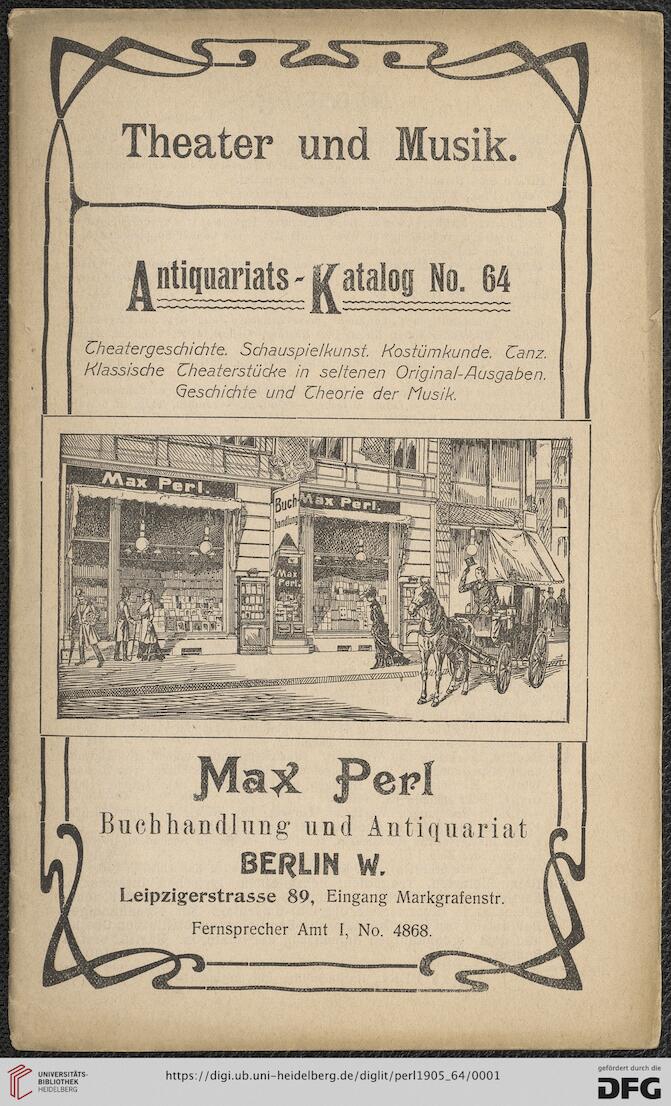 Theater und Musik.
Antiquariats-Katalog No. 64
Theatergeschichte. Schauspielkunst. Kostümkunde. Tanz.
Klassische Theaterstücke in seltenen Original-Ausgaben.
Geschichte und Theorie der Musik.
Max Perl.
Buch-
handlung
Max Perl.
Max
Perl.
Max Perl
Buchhandlung und Antiquariat
BERLIN W.
Leipzigerstrasse 89, Eingang Markgrafenstr.
Fernsprecher Amt I, No. 4868.
UNIVERSITÄTS-
BIBLIOTHEK
HEIDELBERG
https://digi.ub.uni-heidelberg.de/diglit/perl1905_64/0001
gefördert durch die
DFG